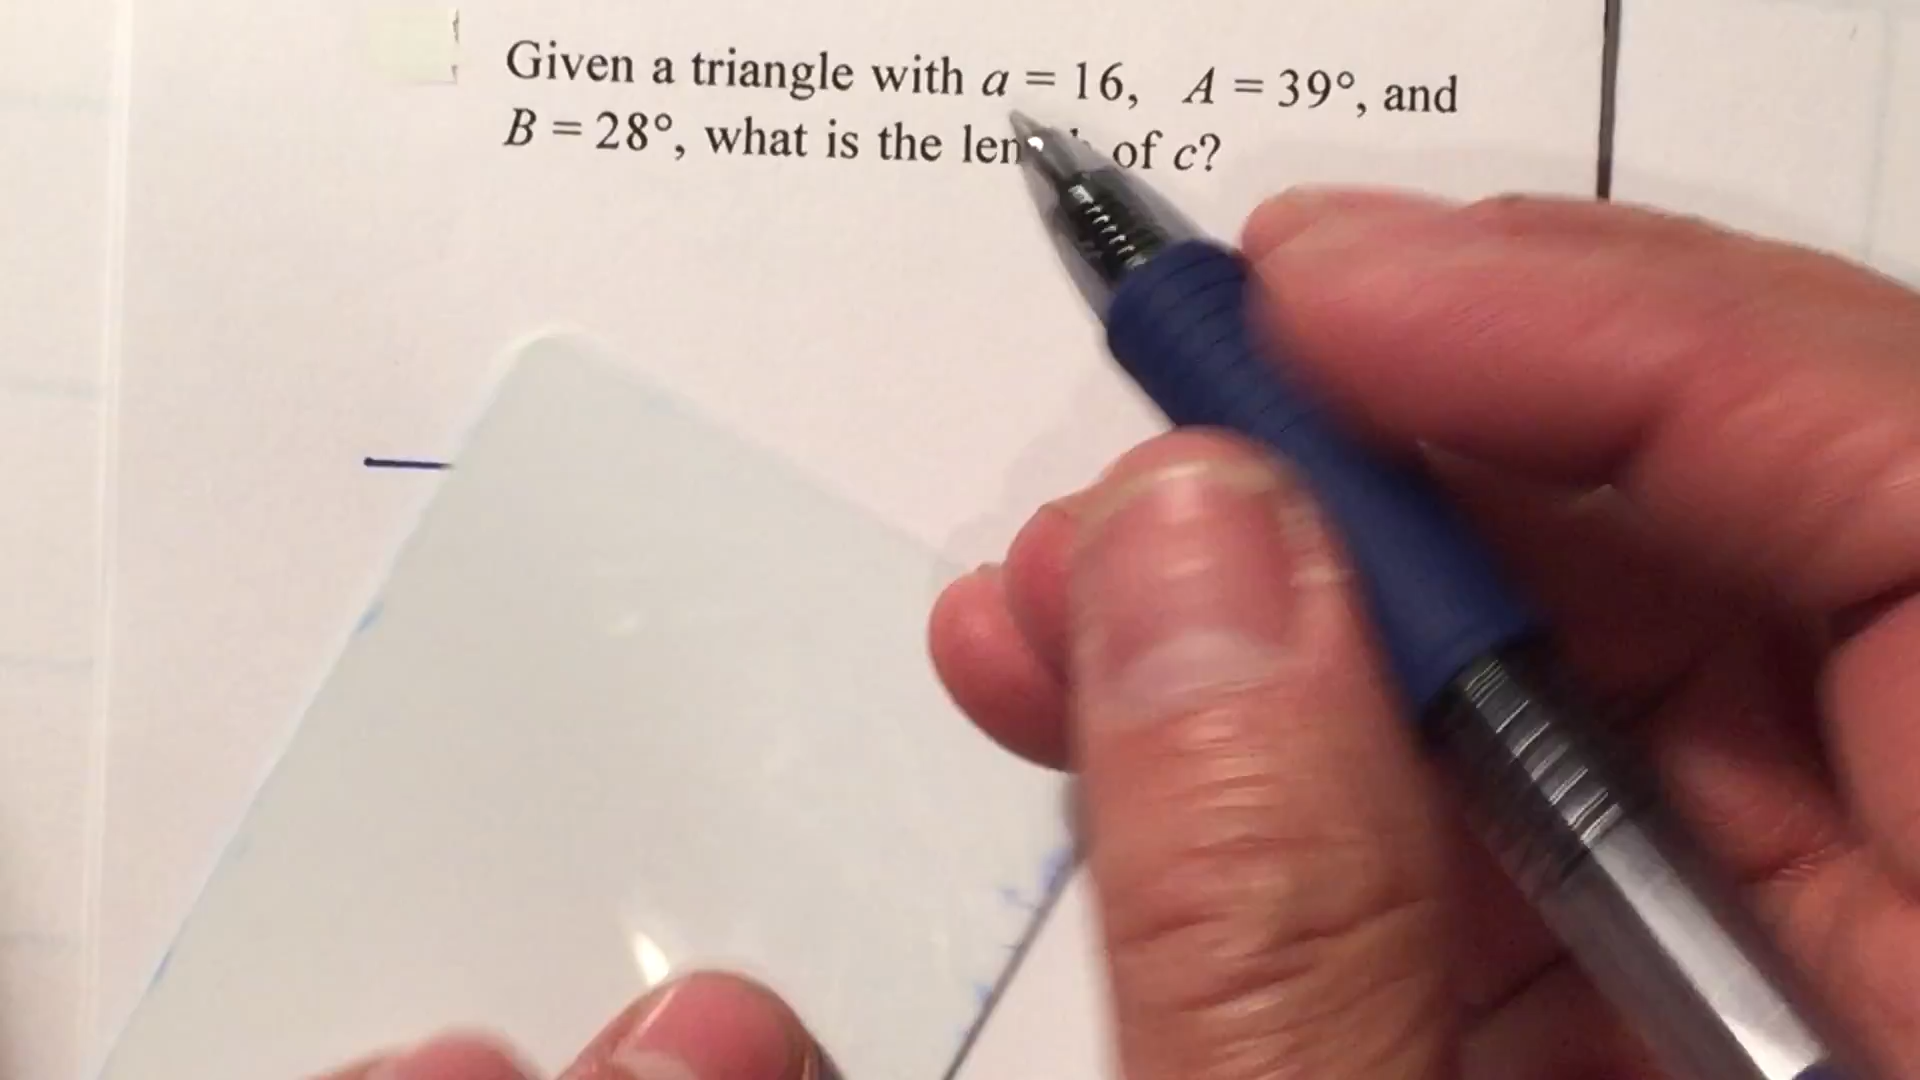 Given a triangle with a = 16, A = 39°, and
B = 28°, what is the of c?